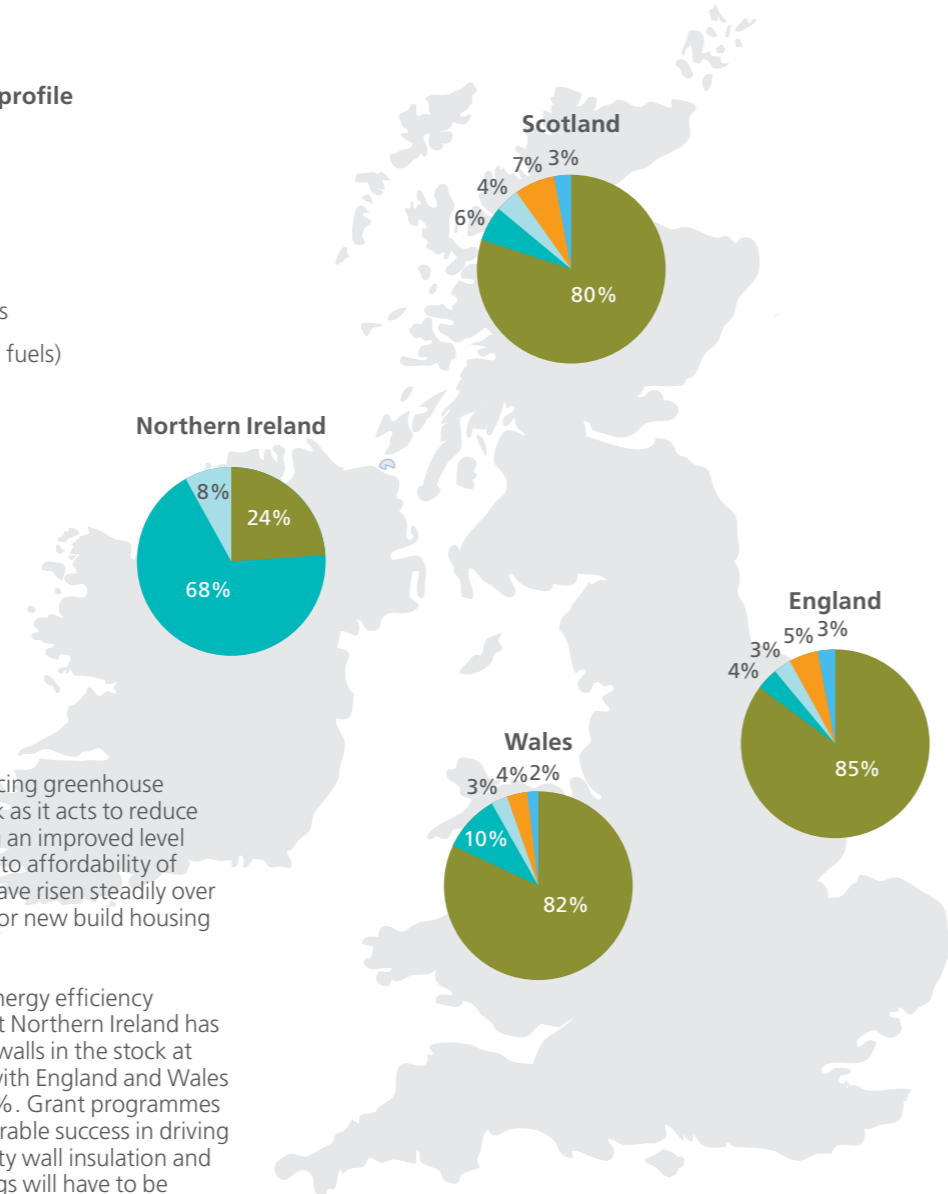 profile
s
fuels)
Scotland
7% 3%
4%
6%
80%
Northern Ireland
8%
24%
68%
England
5% 3%
3%
4%
85%
Wales
4% 2%
3%
10%
82%
cing greenhouse
k as it acts to reduce
an improved level
to affordability of
ave risen steadily over
or new build housing
nergy efficiency
t Northern Ireland has
walls in the stock at
with England and Wales
%. Grant programmes
rable success in driving
ty wall insulation and
gs will have to be